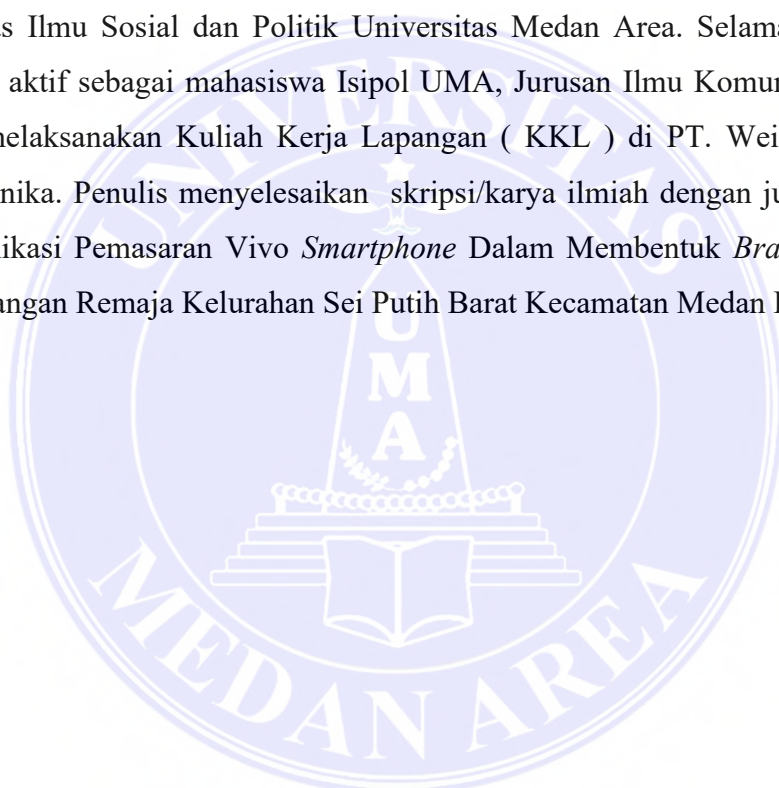 s Ilmu Sosial dan Politik Universitas Medan Area. Selama
aktif sebagai mahasiswa Isipol UMA, Jurusan Ilmu Komun
nelaksanakan Kuliah Kerja Lapangan ( KKL ) di PT. Wei
nika. Penulis menyelesaikan skripsi/karya ilmiah dengan ju
ikasi Pemasaran Vivo Smartphone Dalam Membentuk Bra
angan Remaja Kelurahan Sei Putih Barat Kecamatan Medan
UNIVERSITAS
UMA
MEDAN AREA